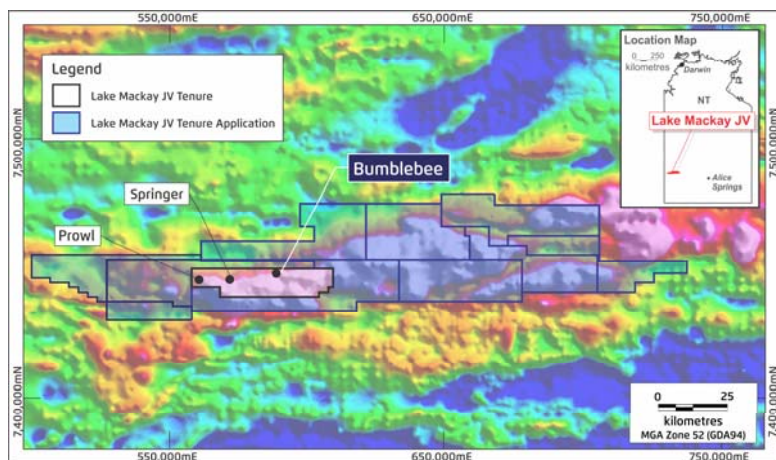 550,000mE
650,000mE
750,000mE
Legend
Lake Mackay JV Tenure
Lake Mackay JV Tenure Application
Location Map
0 250
kilometres
Darwin
NT
Lake Mackay JV
Alice
Springs
7,500,000mN
7,500,000mN
Bumblebee
Springer
Prowl
7,400,000mN
7,400,000mN
0 25
kilometres
MGA Zone 52 (GDA94)
550,000mE
650,000mE
750,000mE